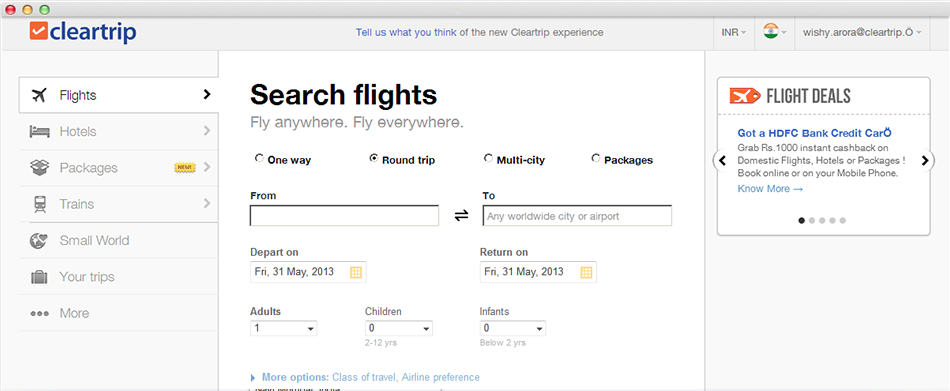 cleartrip
Tell us what you think of the new Cleartrip experience
INR
wishy.arora@cleartrip.Ö
Flights
Hotels
Packages
NEW!
Trains
Small World
Your trips
More
Search flights
Fly anywhere. Fly everywhere.
One way
Round trip
Multi-city
Packages
From
To
Any worldwide city or airport
Depart on
Return on
Fri, 31 May, 2013
Fri, 31 May, 2013
Adults
Children
Infants
1
0
0
2-12 yrs
Below 2 yrs
More options: Class of travel, Airline preference
FLIGHT DEALS
Got a HDFC Bank Credit CarÖ
Grab Rs.1000 instant cashback on
Domestic Flights, Hotels or Packages !
Book online or on your Mobile Phone.
Know More →